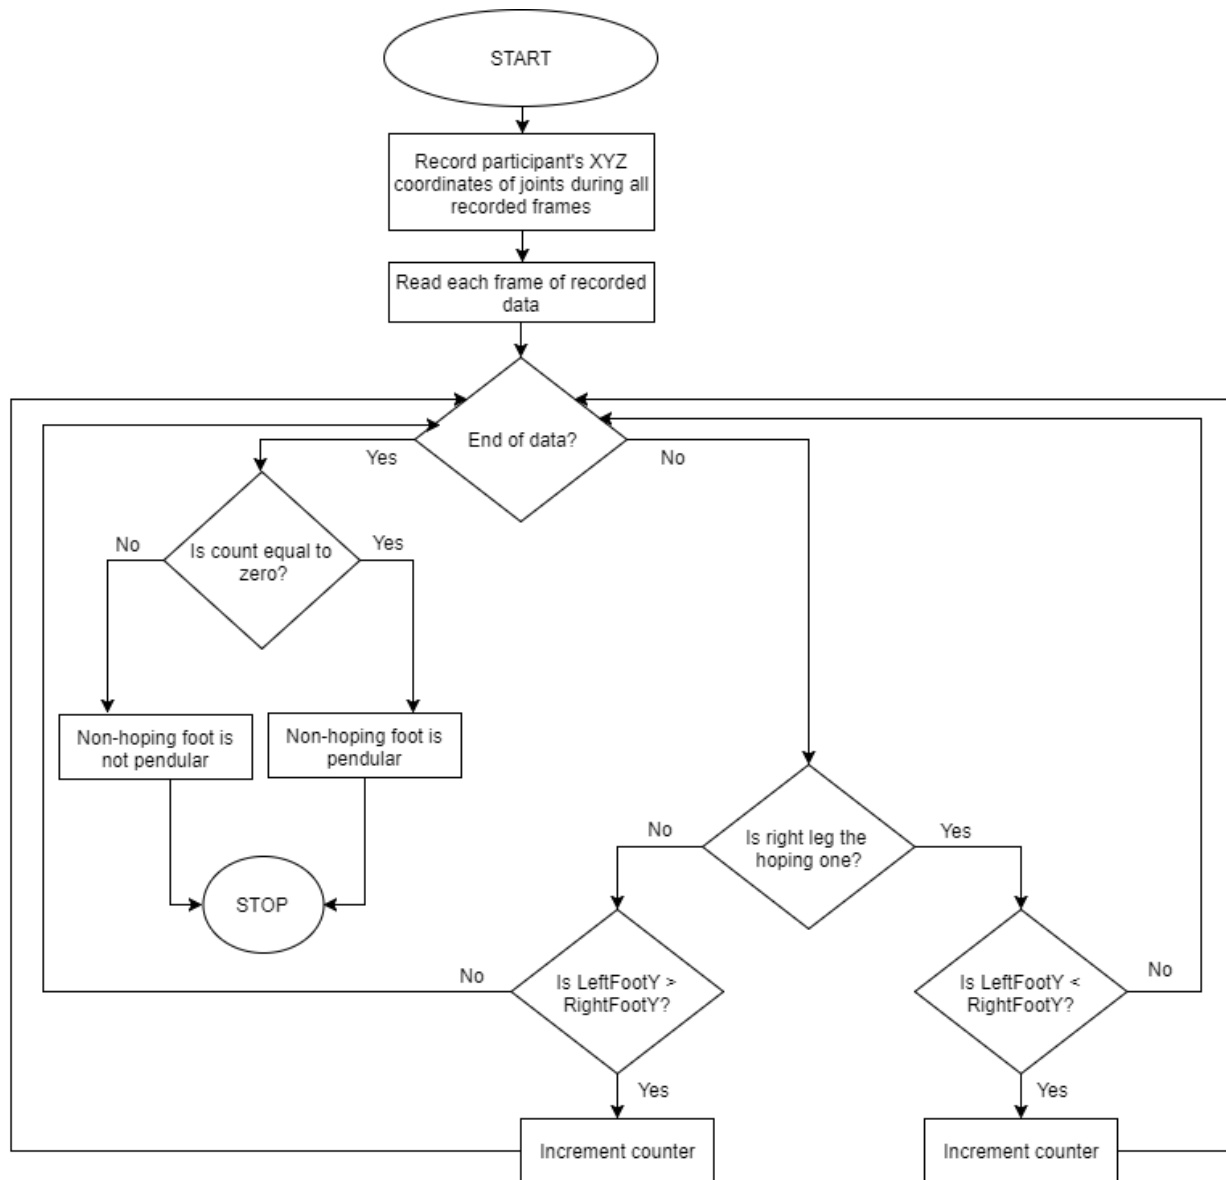 START
Record participant's XYZ
coordinates of joints during all
recorded frames
Read each frame of recorded
data
End of data?
Yes
No
Is count equal to
zero?
No
Yes
Non-hoping foot is
not pendular
Non-hoping foot is
pendular
STOP
Is right leg the
hoping one?
No
Yes
Is LeftFootY >
RightFootY?
No
Yes
Is LeftFootY <
RightFootY?
No
Yes
Increment counter
Increment counter